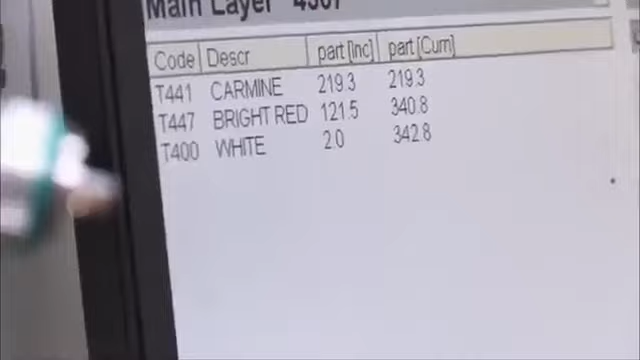 Main Layer 4307
Code Descr part [Inc] part [Cum]
T441 CARMINE 219.3 219.3
T447 BRIGHT RED 121.5 340.8
T400 WHITE 2.0 342.8